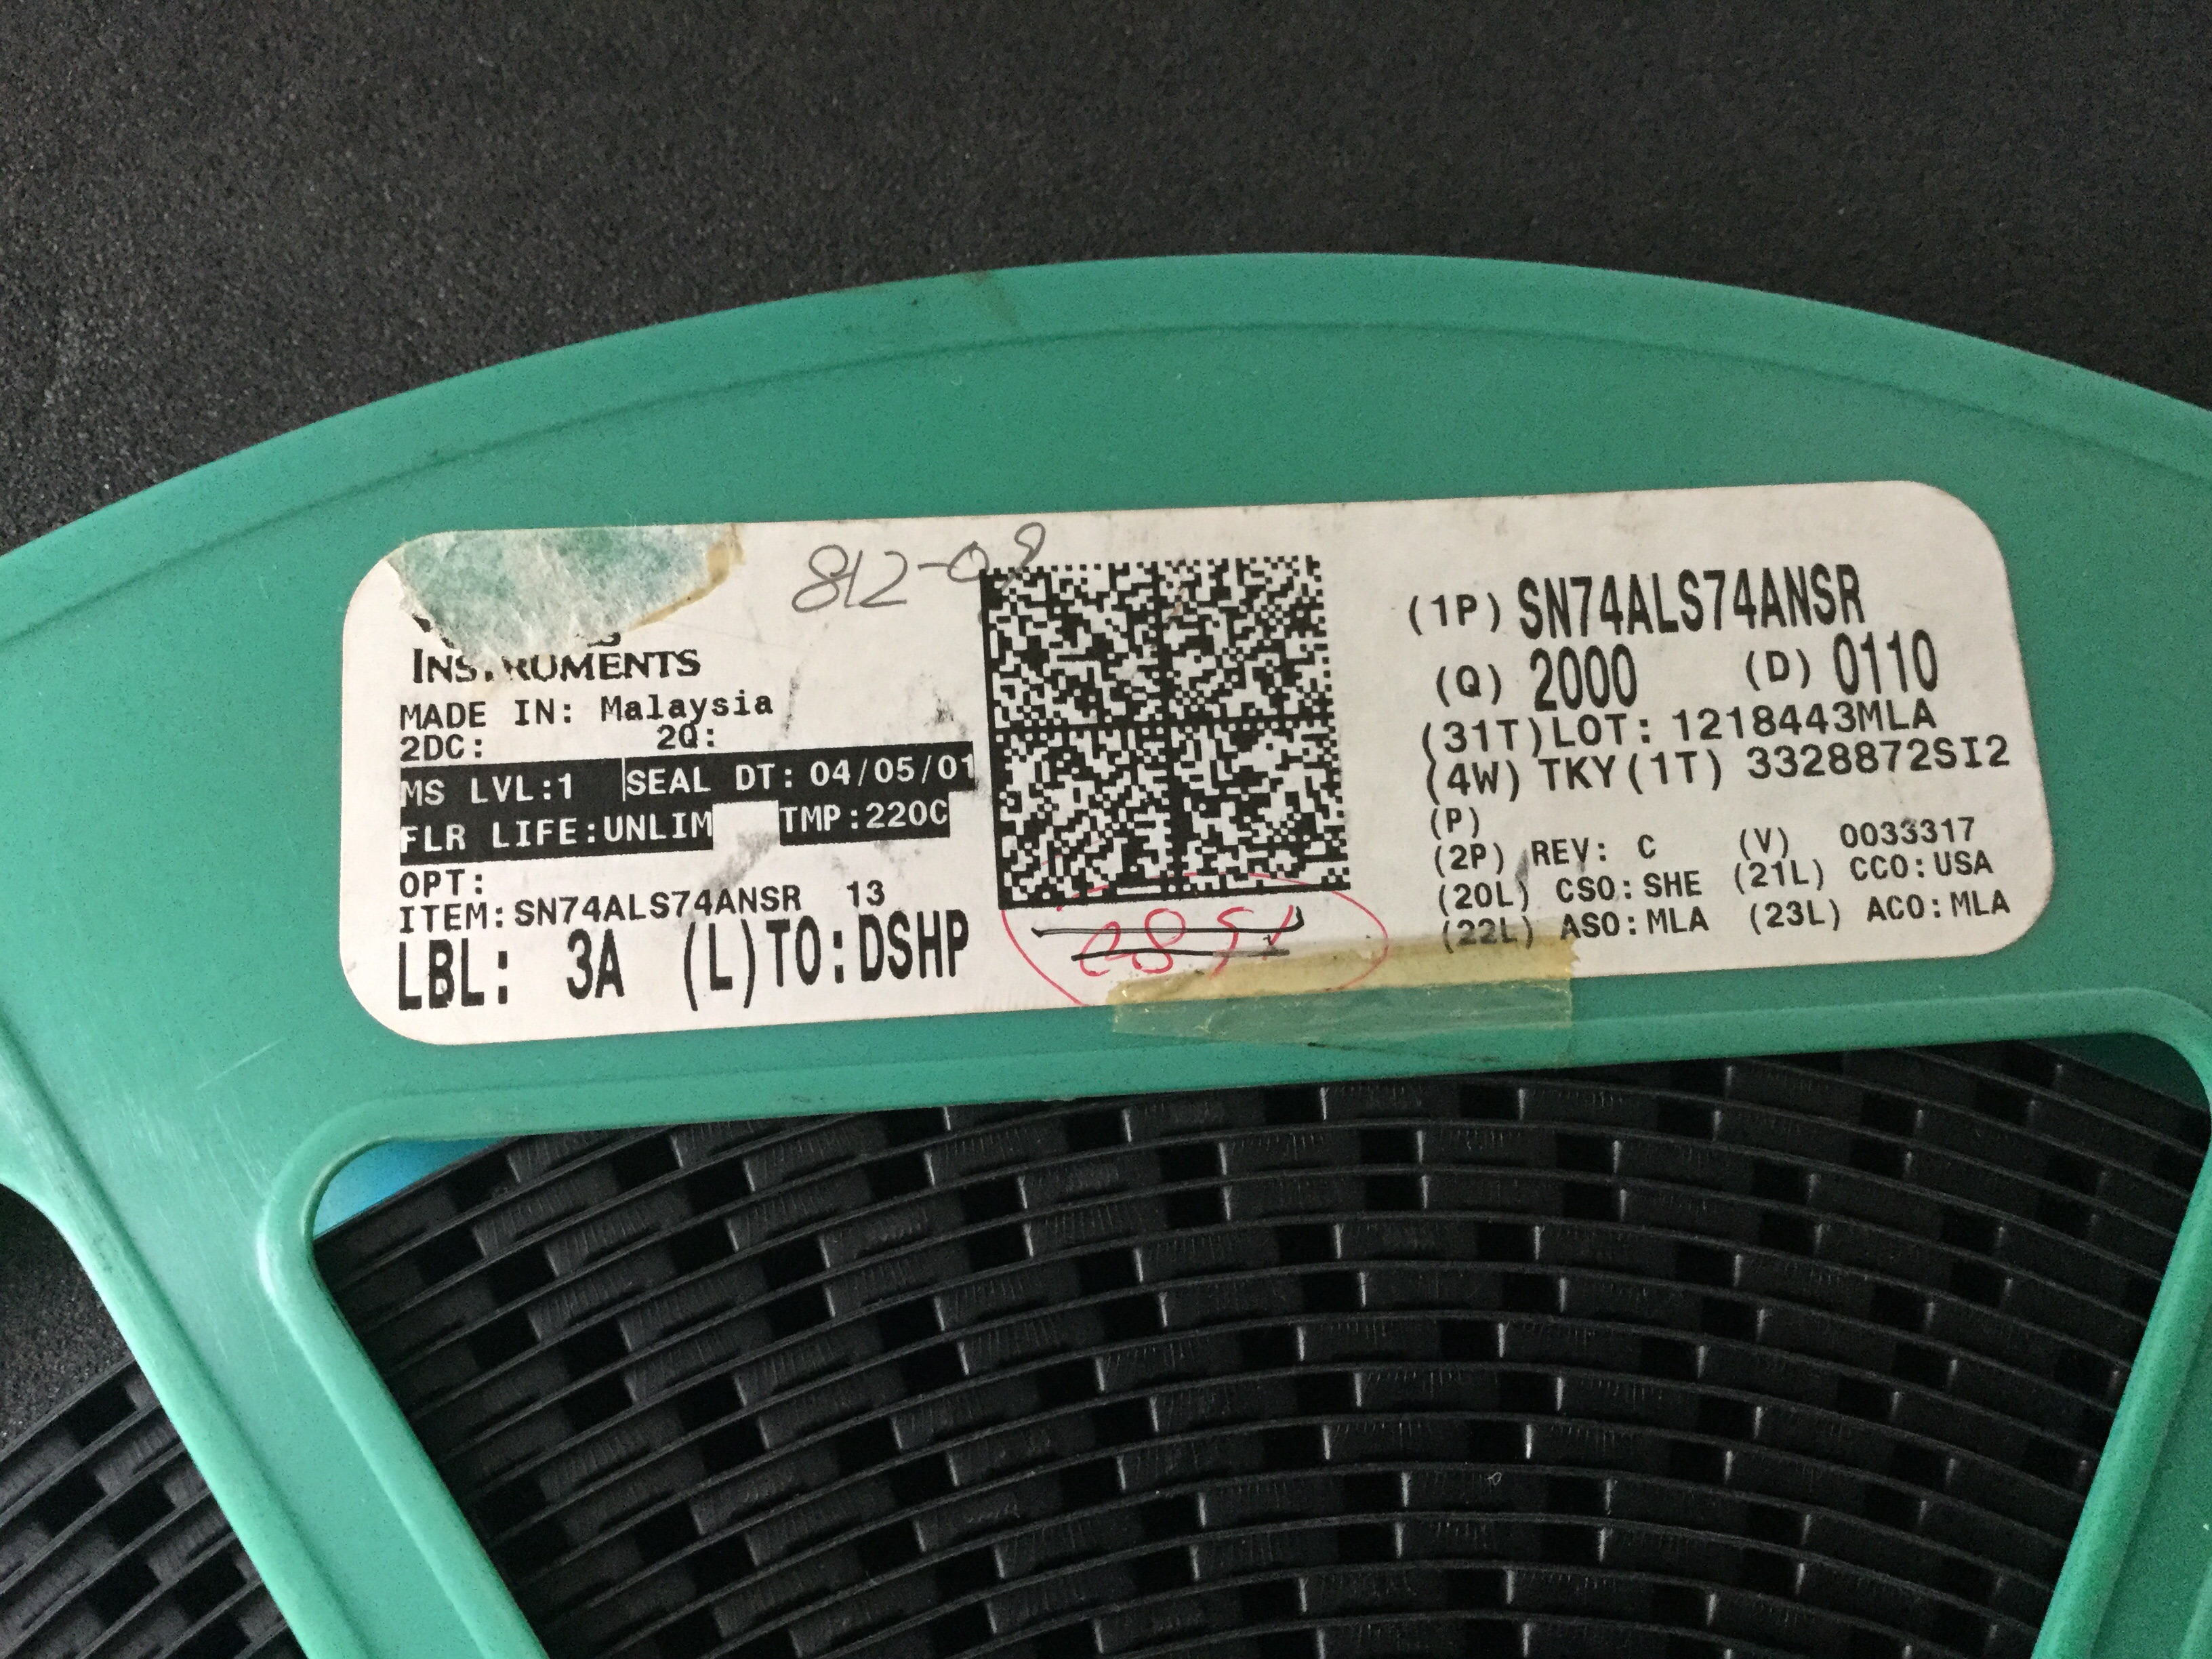 812-09
INSTRUMENTS
MADE IN: Malaysia
2DC: 2Q:
MS LVL:1 SEAL DT: 04/05/01
FLR LIFE:UNLIM TMP:220C
OPT:
ITEM:SN74ALS74ANSR 13
LBL: 3A (L)TO:DSHP
(1P) SN74ALS74ANSR
(Q) 2000 (D) 0110
(31T)LOT: 1218443MLA
(4W) TKY(1T) 3328872SI2
(P)
(2P) REV: C (V) 0033317
(20L) CSO:SHE (21L) CCO:USA
(22L) ASO:MLA (23L) ACO:MLA